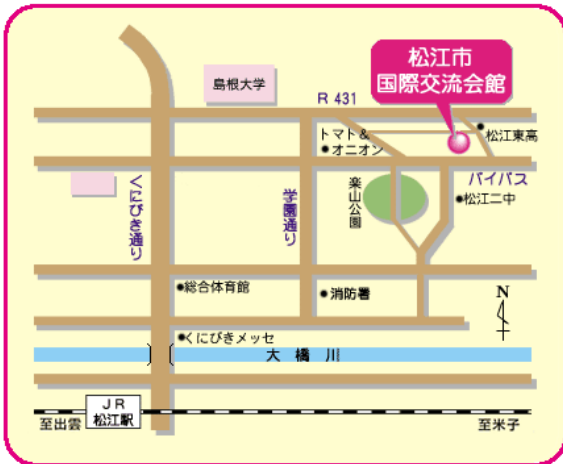 松江市
国際交流会館
島根大学
R 431
トマト&
オニオン
松江東高
バイパス
松江二中
楽山公園
くにびき通り
学園通り
総合体育館
消防署
N
くにびきメッセ
大橋川
JR
松江駅
至出雲
至米子